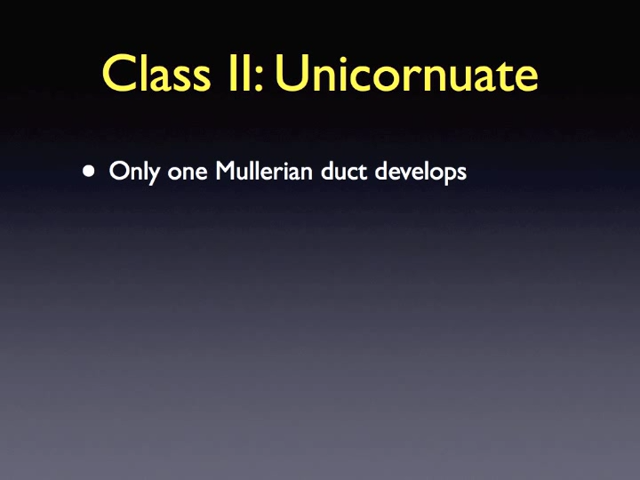 Class II: Unicornuate
• Only one Mullerian duct develops